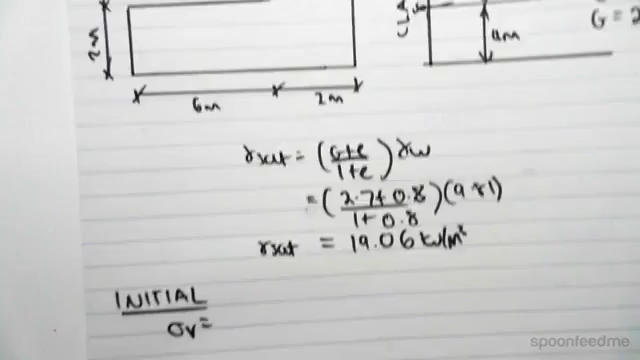 2m
4m
G = 2
6m 2m
γsat = (G+e / 1+e) γw
= (2.7+0.8 / 1+0.8)(9.81)
γsat = 19.06 kN/m³
INITIAL
σv =
spoonfeedme